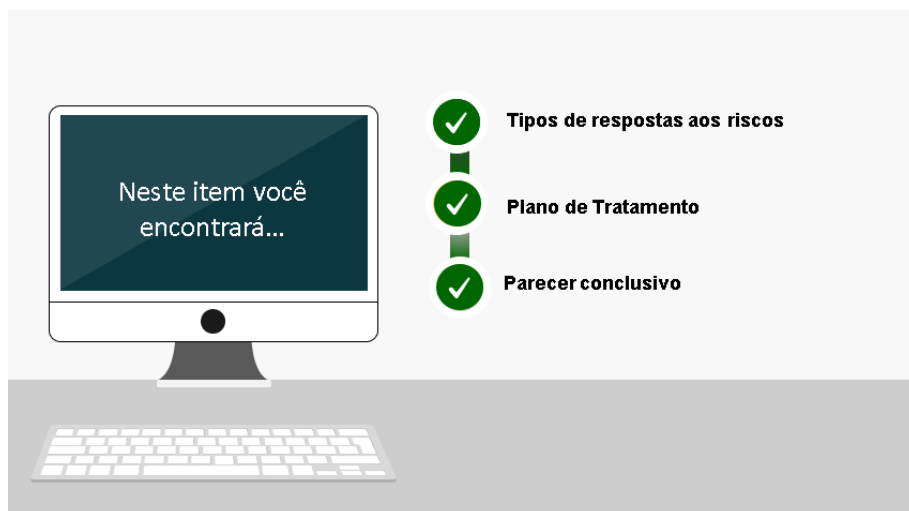 Neste item você
encontrará...
Tipos de respostas aos riscos
Plano de Tratamento
Parecer conclusivo